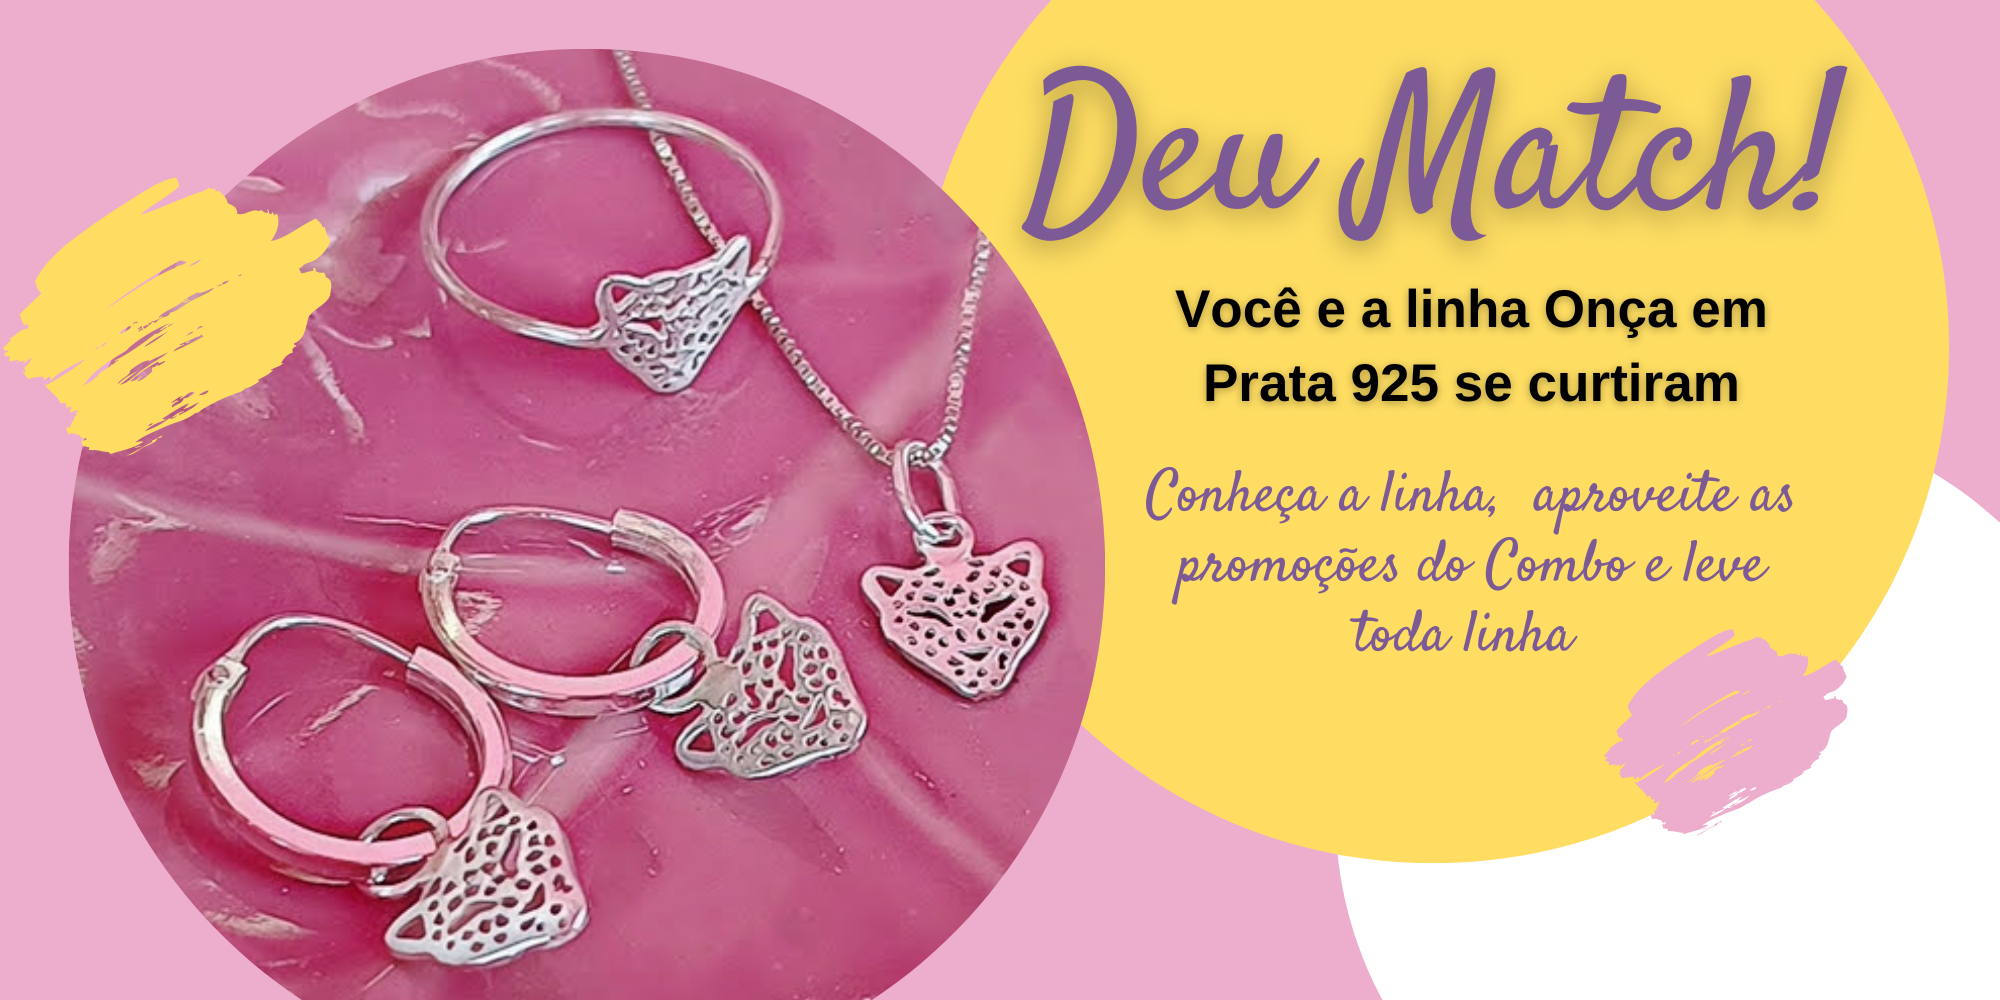 Deu Match!
Você e a linha Onça em
Prata 925 se curtiram
Conheça a linha, aproveite as
promoções do Combo e leve
toda linha